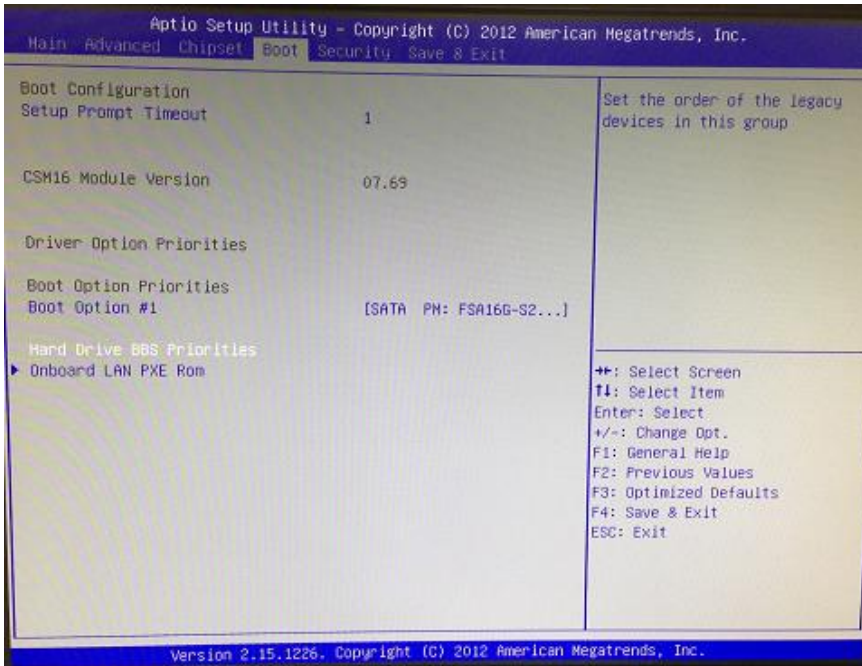 Aptio Setup Utility – Copyright (C) 2012 American Megatrends, Inc.
Main Advanced Chipset Boot Security Save & Exit
Boot Configuration
Setup Prompt Timeout 1
CSM16 Module Version 07.69
Driver Option Priorities
Boot Option Priorities
Boot Option #1 [SATA PM: FSA16G-S2...]
Hard Drive BBS Priorities
Onboard LAN PXE Rom
Set the order of the legacy
devices in this group
→←: Select Screen
↑↓: Select Item
Enter: Select
+/-: Change Opt.
F1: General Help
F2: Previous Values
F3: Optimized Defaults
F4: Save & Exit
ESC: Exit
Version 2.15.1226. Copyright (C) 2012 American Megatrends, Inc.